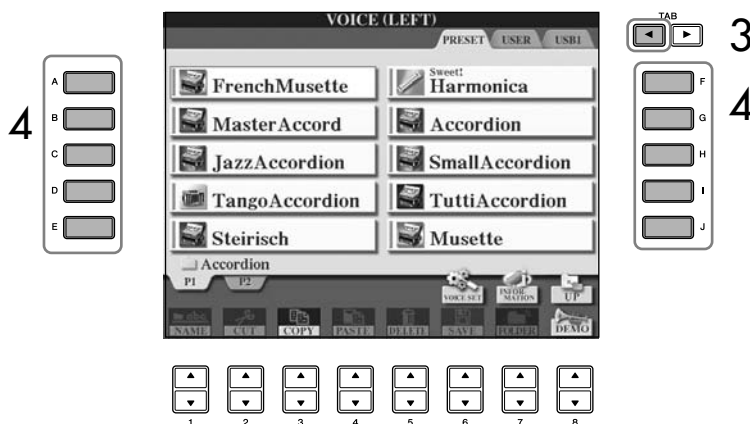 VOICE (LEFT)
PRESET USER USB1
TAB
3
4
A
B
C
D
E
FrenchMusette
Sweet!
Harmonica
MasterAccord
Accordion
JazzAccordion
SmallAccordion
TangoAccordion
TuttiAccordion
Steirisch
Musette
F
G
H
I
J
4
Accordion
P1 P2
VOICE SET
INFOR-
MATION
UP
NAME CUT COPY PASTE DELETE SAVE FOLDER DEMO
1 2 3 4 5 6 7 8